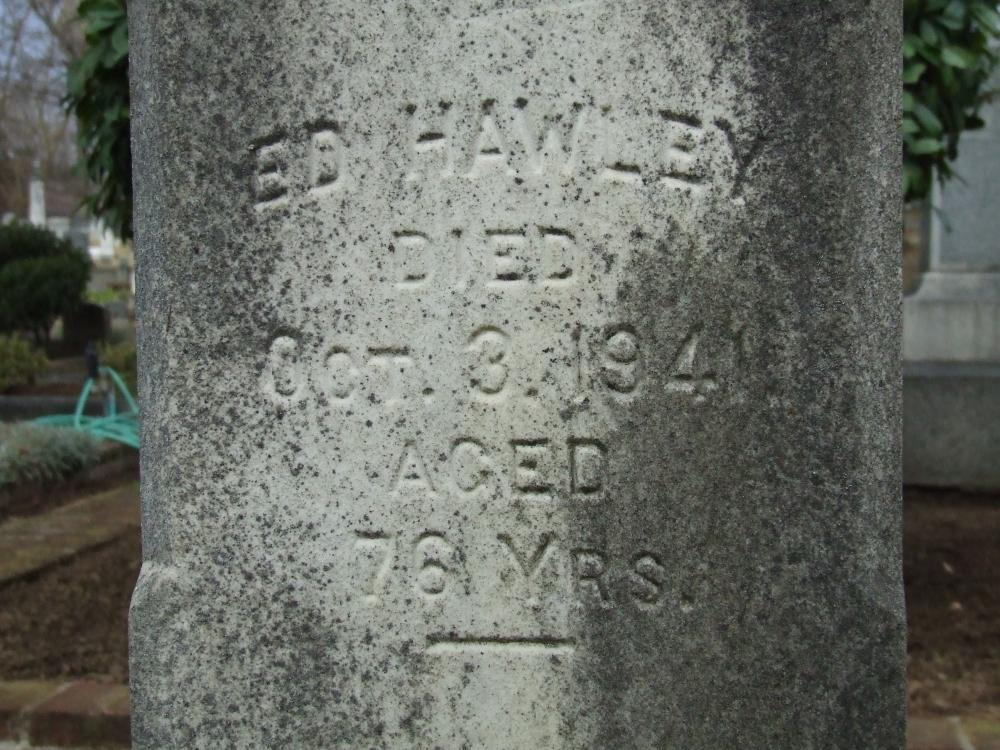 ED HAWLEY
DIED
OCT. 3. 1941
AGED
76 YRS.